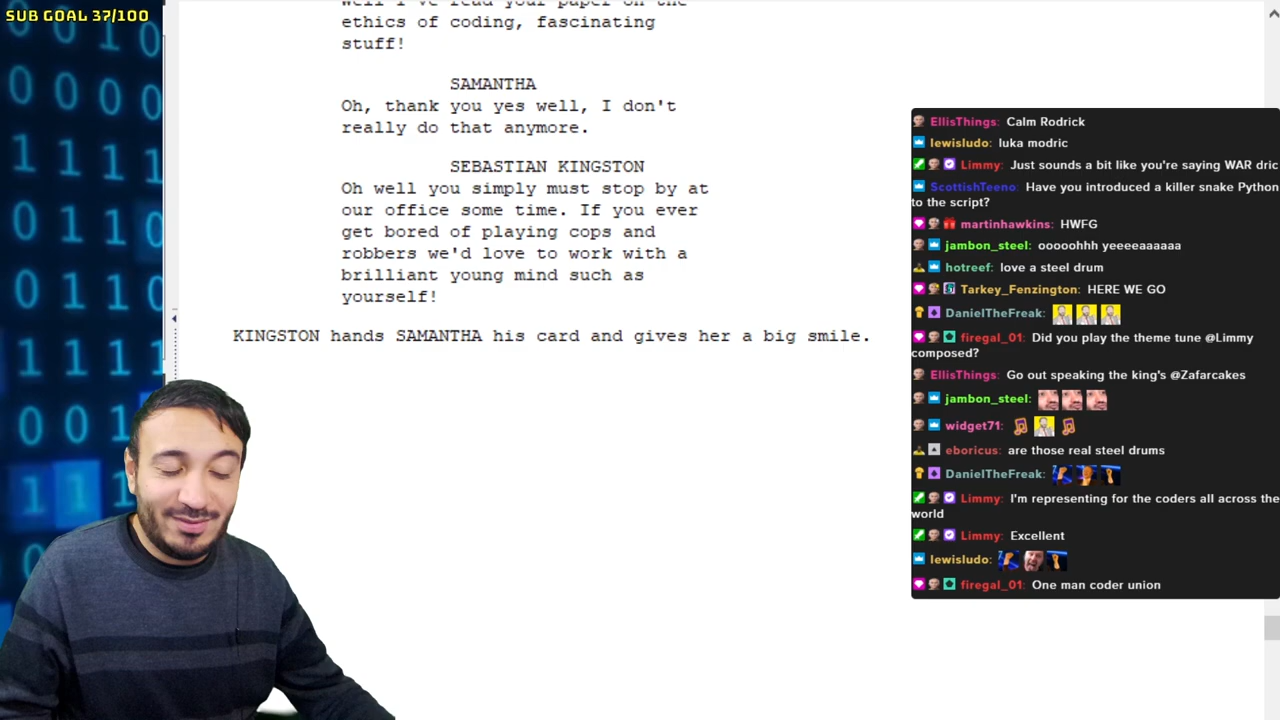 SUB GOAL 37/100
well I've read your paper on the
ethics of coding, fascinating
stuff!
SAMANTHA
Oh, thank you yes well, I don't
really do that anymore.
SEBASTIAN KINGSTON
Oh well you simply must stop by at
our office some time. If you ever
get bored of playing cops and
robbers we'd love to work with a
brilliant young mind such as
yourself!
KINGSTON hands SAMANTHA his card and gives her a big smile.
EllisThings: Calm Rodrick
lewisludo: luka modric
Limmy: Just sounds a bit like you're saying WAR dric
ScottishTeeno: Have you introduced a killer snake Python
to the script?
martinhawkins: HWFG
jambon_steel: ooooohhh yeeeeaaaaaa
hotreef: love a steel drum
Tarkey_Fenzington: HERE WE GO
DanielTheFreak:
firegal_01: Did you play the theme tune @Limmy
composed?
EllisThings: Go out speaking the king's @Zafarcakes
jambon_steel:
widget71:
eboricus: are those real steel drums
DanielTheFreak:
Limmy: I'm representing for the coders all across the
world
Limmy: Excellent
lewisludo:
firegal_01: One man coder union